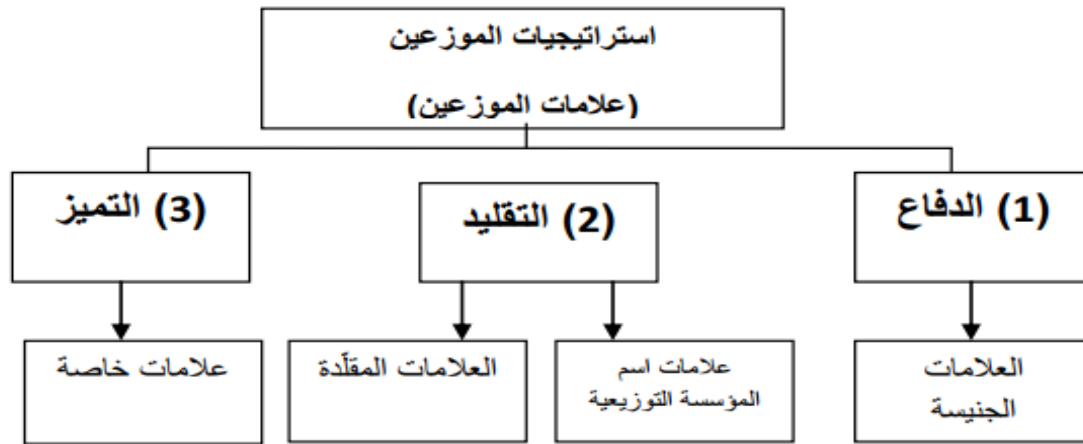 استراتيجيات الموزعين
(علامات الموزعين)
(1) الدفاع
(2) التقليد
(3) التميز
العلامات
الجنيسة
علامات اسم
المؤسسة التوزيعية
العلامات المقلّدة
علامات خاصة